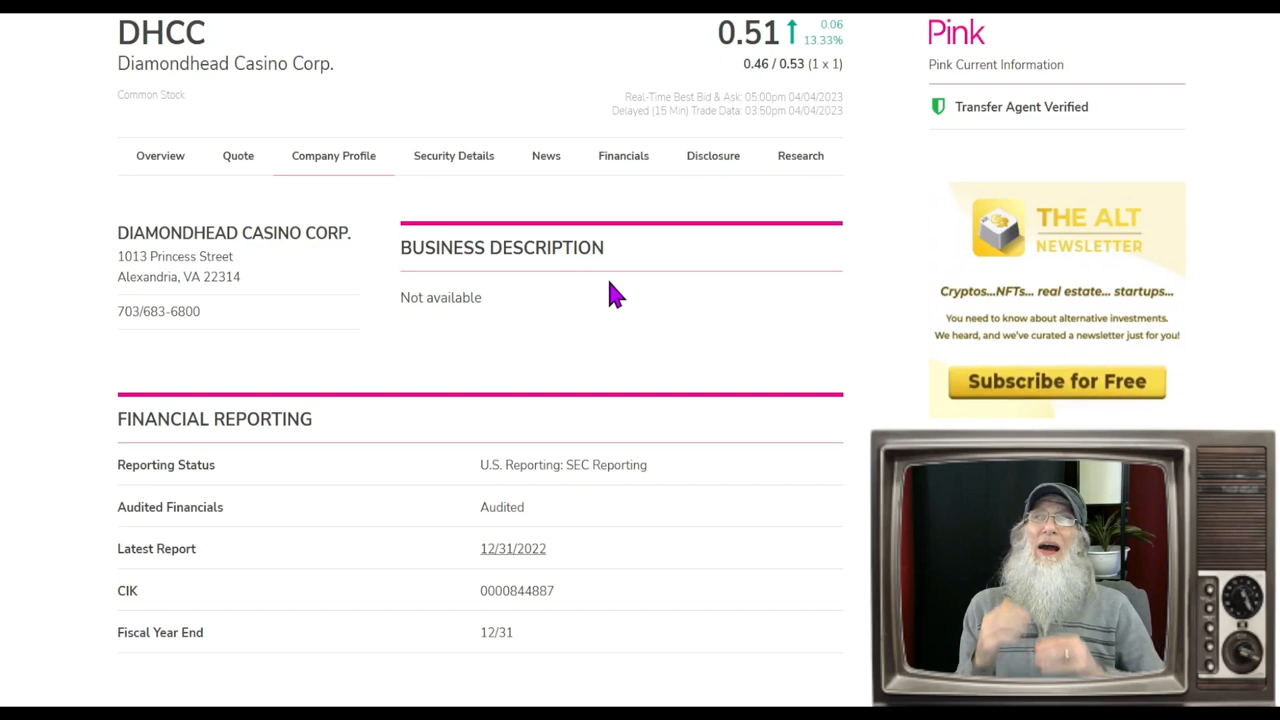 DHCC
Diamondhead Casino Corp.
Common Stock
0.51
0.06
13.33%
0.46 / 0.53 (1 x 1)
Real-Time Best Bid & Ask: 05:00pm 04/04/2023
Delayed (15 Min) Trade Data: 03:50pm 04/04/2023
Pink
Pink Current Information
Transfer Agent Verified
Overview Quote Company Profile Security Details News Financials Disclosure Research
DIAMONDHEAD CASINO CORP.
1013 Princess Street
Alexandria, VA 22314
703/683-6800
BUSINESS DESCRIPTION
Not available
THE ALT
NEWSLETTER
Cryptos...NFTs... real estate... startups...
You need to know about alternative investments.
We heard, and we've curated a newsletter just for you!
Subscribe for Free
FINANCIAL REPORTING
Reporting Status U.S. Reporting: SEC Reporting
Audited Financials Audited
Latest Report 12/31/2022
CIK 0000844887
Fiscal Year End 12/31